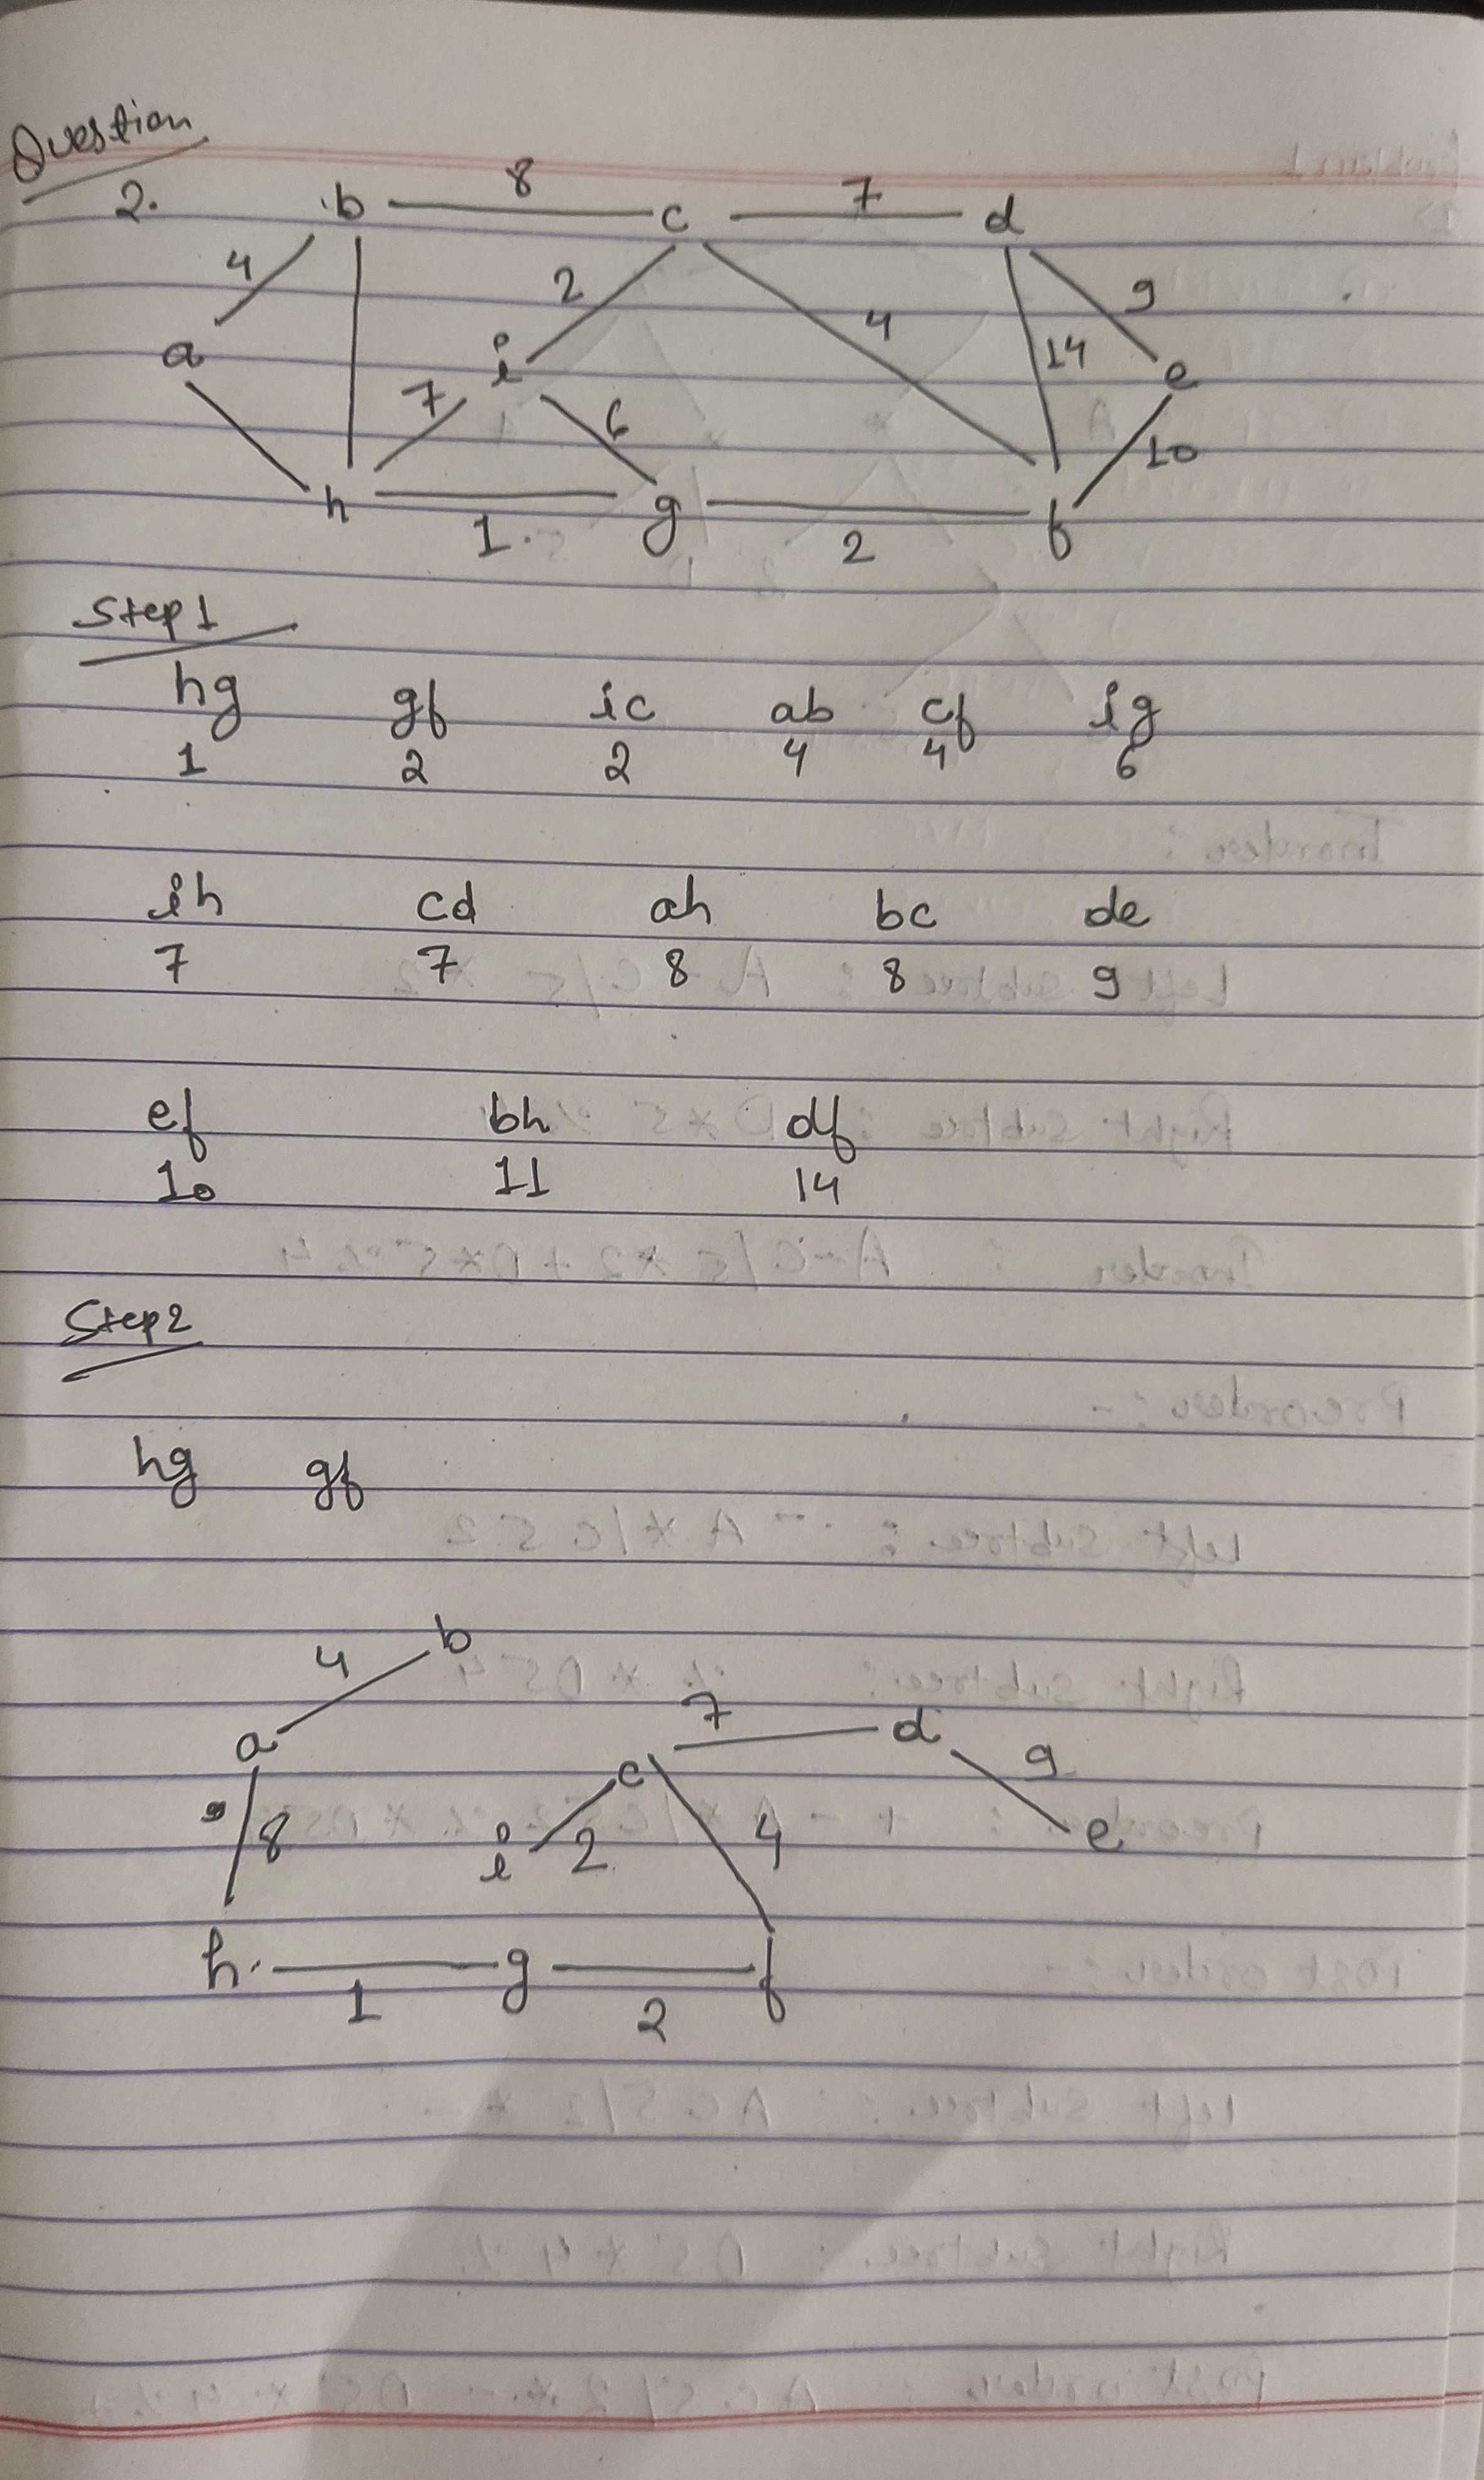 Question
2. b 8 c 7 d
4 2 4 14 9
a i e
7 6 10
h 1. g 2 f
Step 1
hg gf ic ab cf ig
1 2 2 4 4 6
ih cd ah bc de
7 7 8 8 9
ef bh df
10 11 14
Step 2
hg gf
4 b
a 7 d
c 9
8 i 2 4 e
h. g f
1 2